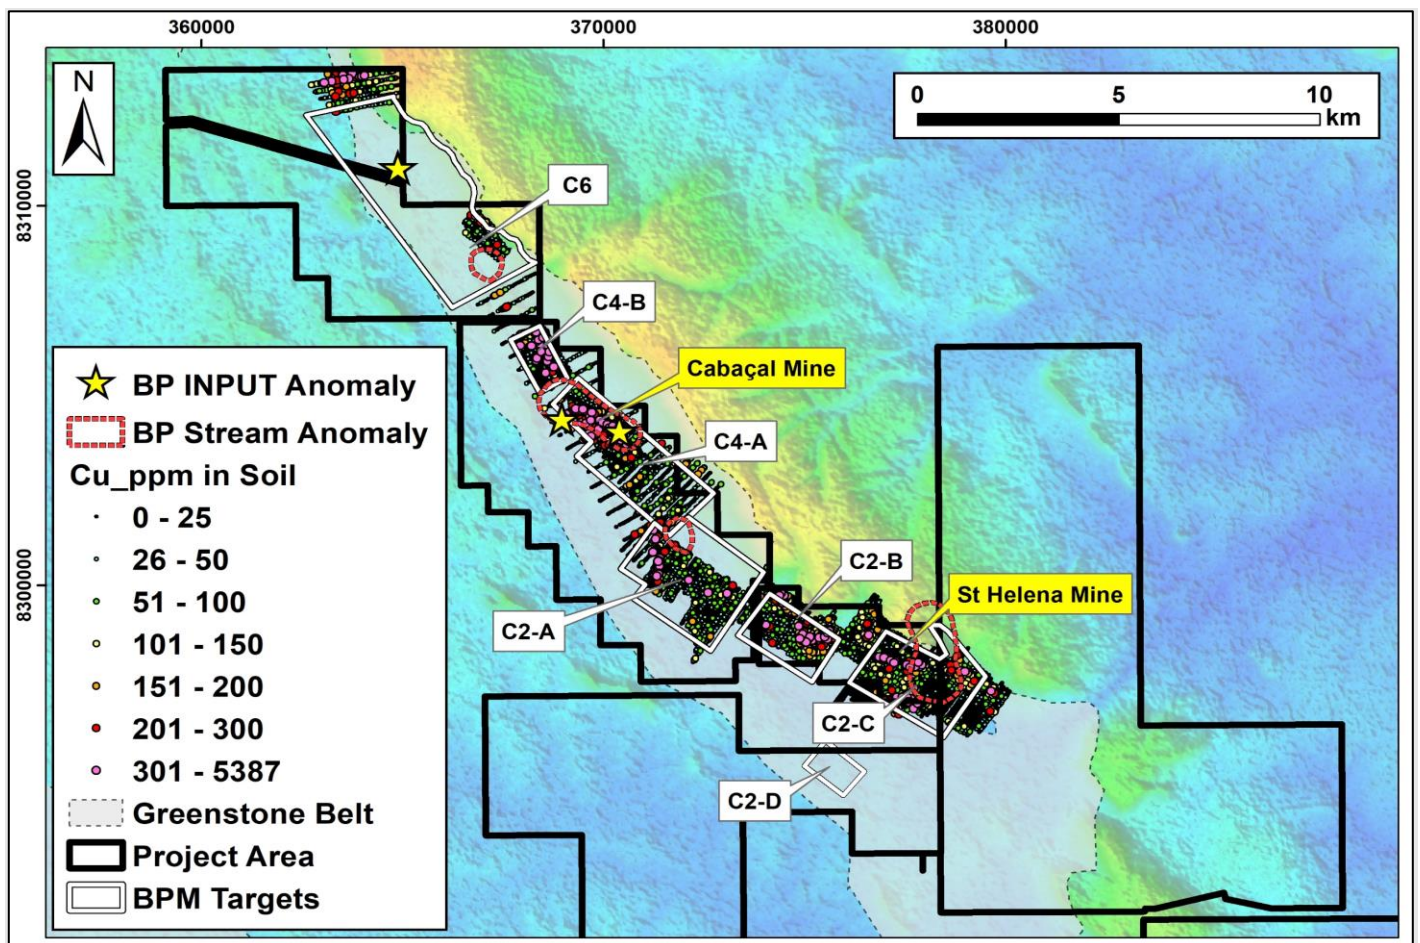 360000
370000
380000
N
0
5
10
km
8310000
8300000
C6
C4-B
Cabaçal Mine
C4-A
C2-B
St Helena Mine
C2-A
C2-C
C2-D
BP INPUT Anomaly
BP Stream Anomaly
Cu_ppm in Soil
0 - 25
26 - 50
51 - 100
101 - 150
151 - 200
201 - 300
301 - 5387
Greenstone Belt
Project Area
BPM Targets